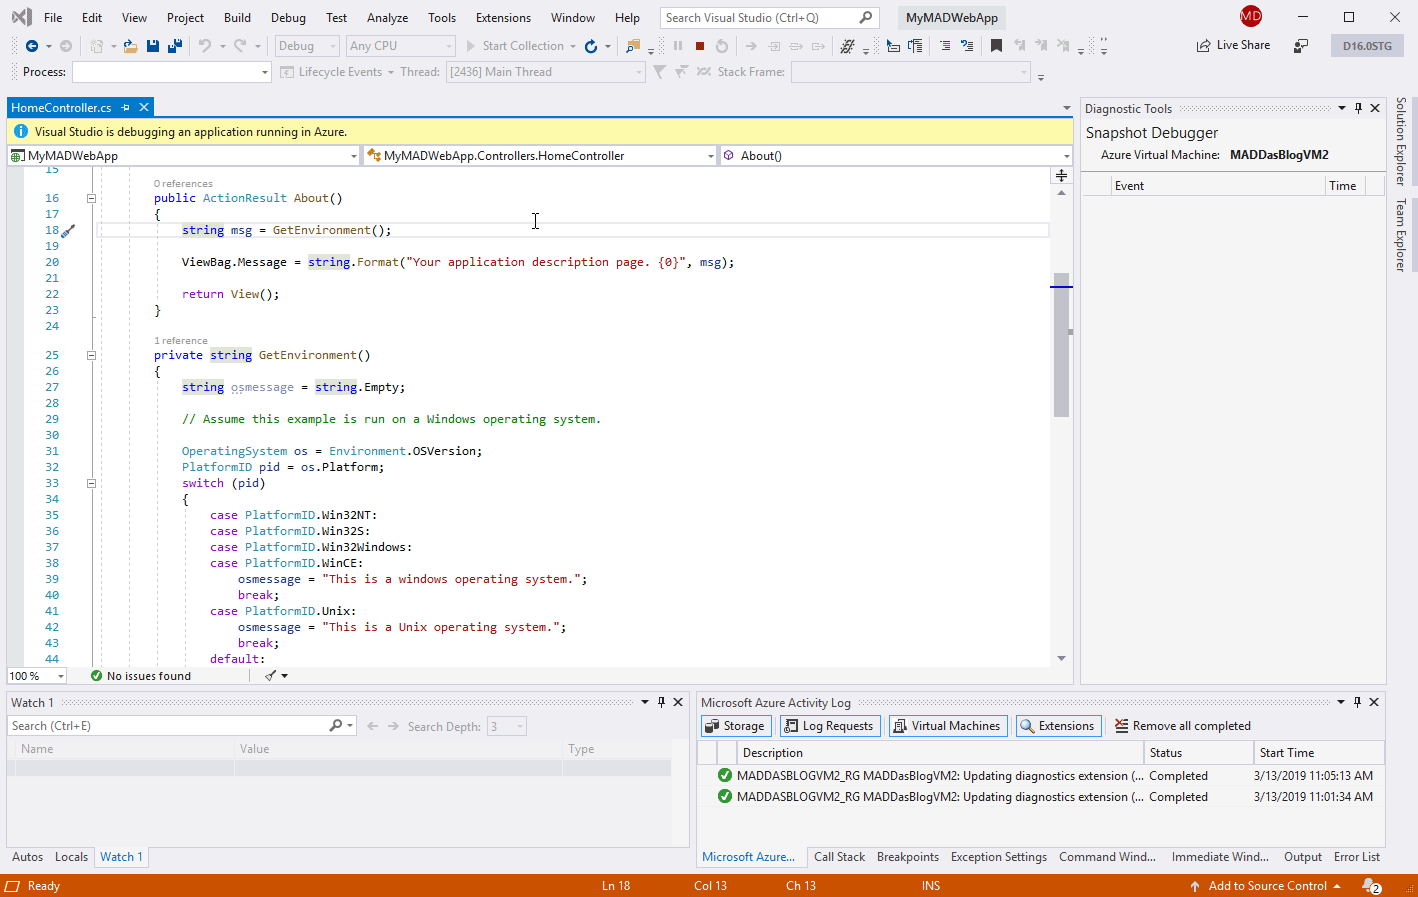 File Edit View Project Build Debug Test Analyze Tools Extensions Window Help Search Visual Studio (Ctrl+Q) MyMADWebApp MD
Debug Any CPU Start Collection Live Share D16.0STG
Process: Lifecycle Events Thread: [2436] Main Thread Stack Frame:
HomeController.cs
Visual Studio is debugging an application running in Azure.
MyMADWebApp MyMADWebApp.Controllers.HomeController About()
15
0 references
16 public ActionResult About()
17 {
18 string msg = GetEnvironment();
19
20 ViewBag.Message = string.Format("Your application description page. {0}", msg);
21
22 return View();
23 }
24
1 reference
25 private string GetEnvironment()
26 {
27 string osmessage = string.Empty;
28
29 // Assume this example is run on a Windows operating system.
30
31 OperatingSystem os = Environment.OSVersion;
32 PlatformID pid = os.Platform;
33 switch (pid)
34 {
35 case PlatformID.Win32NT:
36 case PlatformID.Win32S:
37 case PlatformID.Win32Windows:
38 case PlatformID.WinCE:
39 osmessage = "This is a windows operating system.";
40 break;
41 case PlatformID.Unix:
42 osmessage = "This is a Unix operating system.";
43 break;
44 default:
100 % No issues found
Diagnostic Tools
Snapshot Debugger
Azure Virtual Machine: MADDasBlogVM2
Event Time
Solution Explorer
Team Explorer
Watch 1
Search (Ctrl+E) Search Depth: 3
Name Value Type
Autos Locals Watch 1
Microsoft Azure Activity Log
Storage Log Requests Virtual Machines Extensions Remove all completed
Description Status Start Time
MADDASBLOGVM2_RG MADDasBlogVM2: Updating diagnostics extension (... Completed 3/13/2019 11:05:13 AM
MADDASBLOGVM2_RG MADDasBlogVM2: Updating diagnostics extension (... Completed 3/13/2019 11:01:34 AM
Microsoft Azure... Call Stack Breakpoints Exception Settings Command Wind... Immediate Wind... Output Error List
Ready Ln 18 Col 13 Ch 13 INS Add to Source Control 2